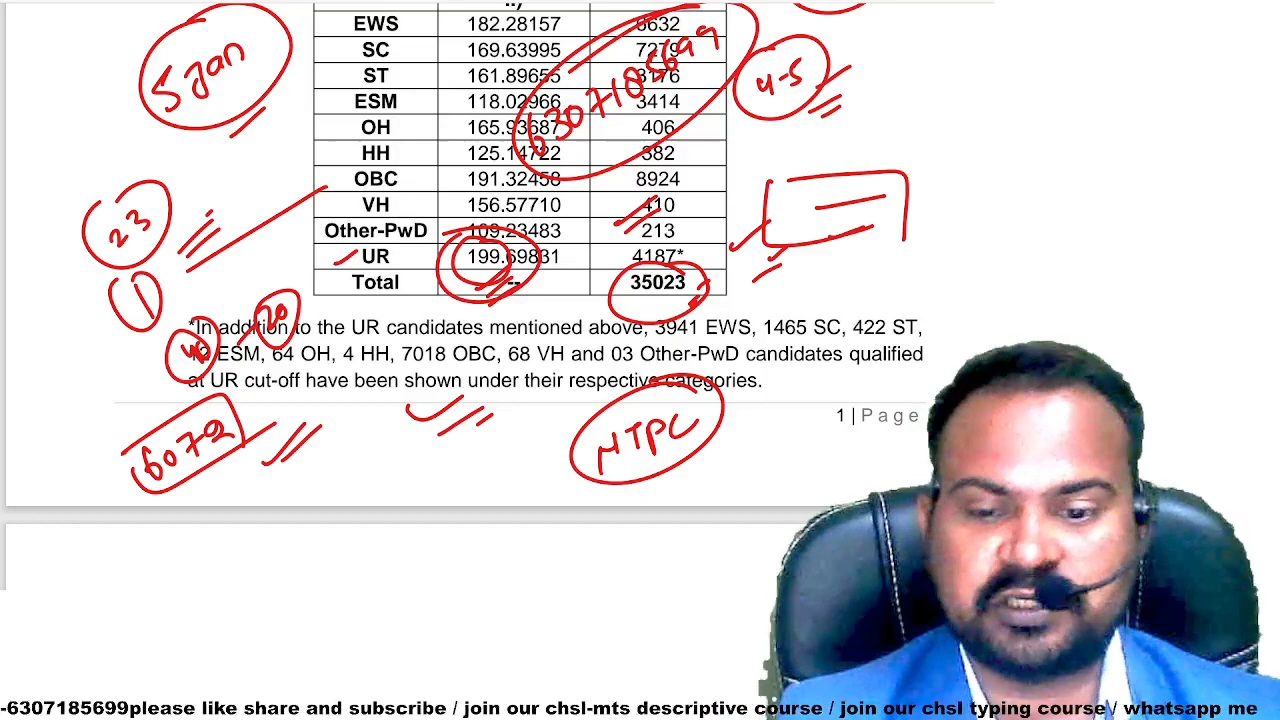 EWS 182.28157 6632
SC 169.63995 7279
ST 161.89655 3176
ESM 118.02966 3414
OH 165.93687 406
HH 125.14722 382
OBC 191.32458 8924
VH 156.57710 410
Other-PwD 109.23483 213
UR 199.69831 4187*
Total -- 35023
*In addition to the UR candidates mentioned above, 3941 EWS, 1465 SC, 422 ST,
ESM, 64 OH, 4 HH, 7018 OBC, 68 VH and 03 Other-PwD candidates qualified
at UR cut-off have been shown under their respective categories.
1 | Page
5 Jan
6307185699
4-5
23
1
40 - 20
6072
NTPC
-6307185699please like share and subscribe / join our chsl-mts descriptive course / join our chsl typing course / whatsapp me